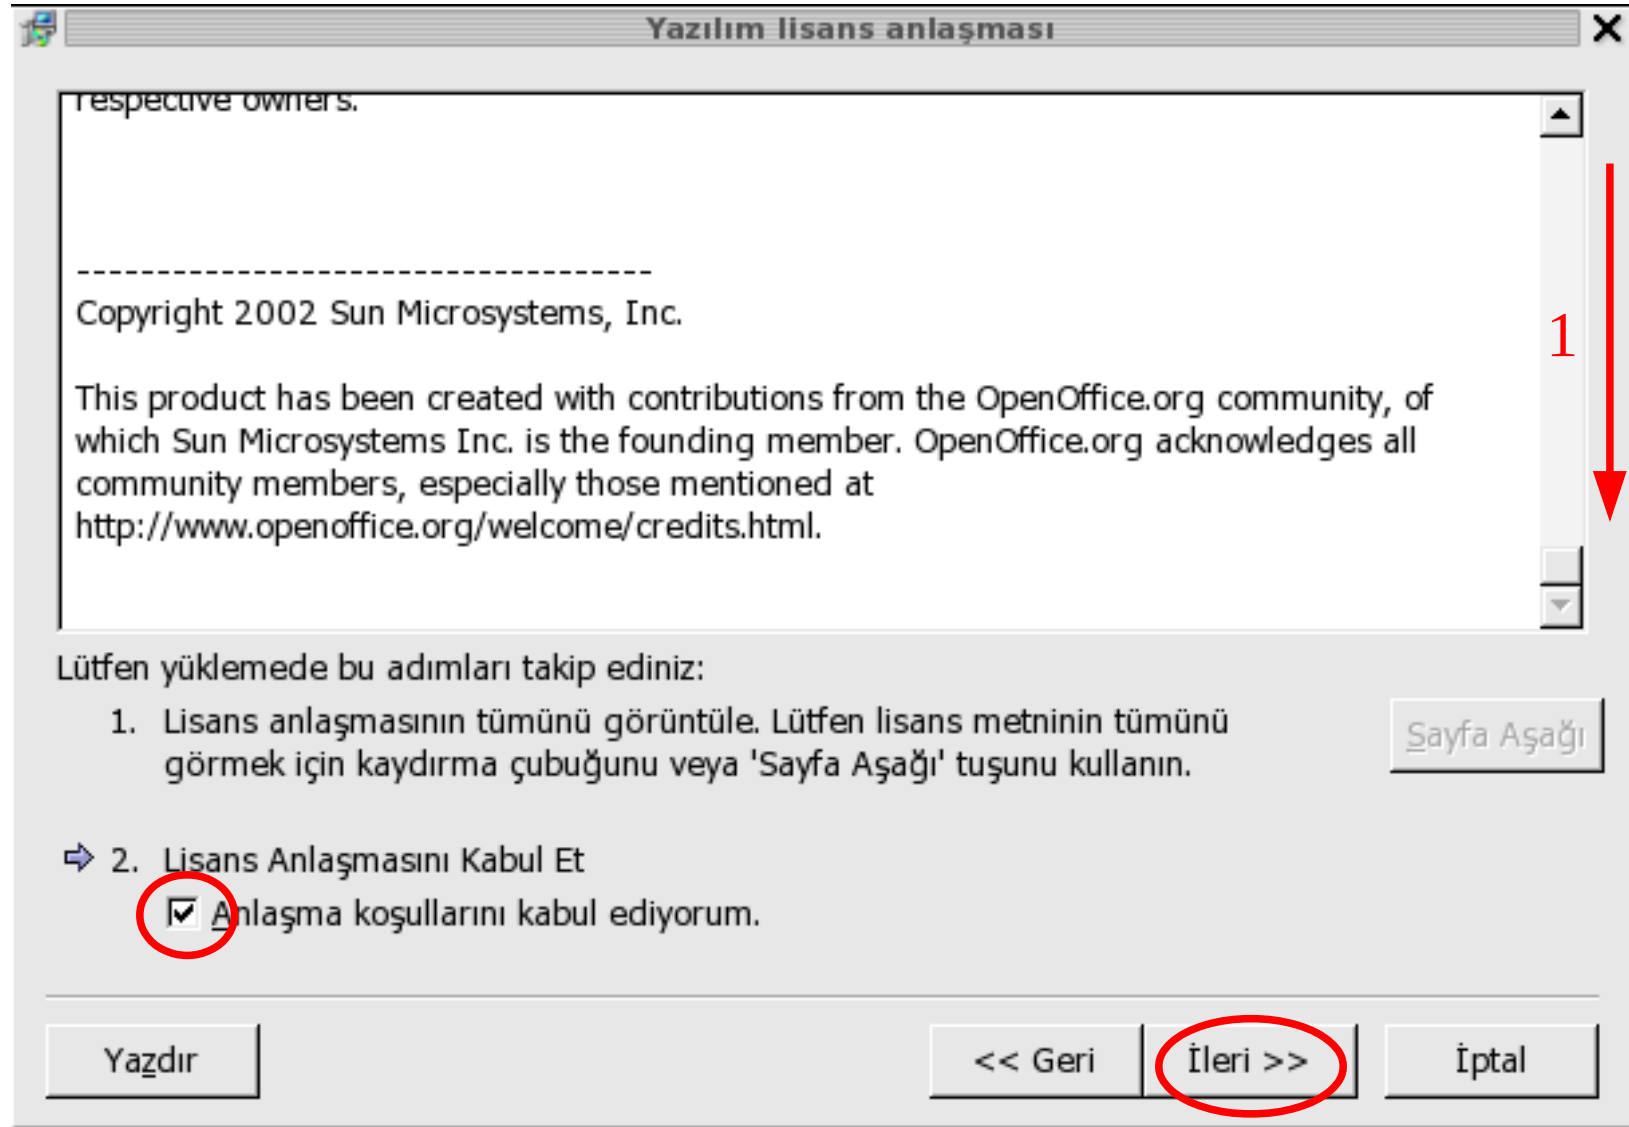 Yazılım lisans anlaşması
respective owners.
------------------------------------
Copyright 2002 Sun Microsystems, Inc.
1
This product has been created with contributions from the OpenOffice.org community, of
which Sun Microsystems Inc. is the founding member. OpenOffice.org acknowledges all
community members, especially those mentioned at
http://www.openoffice.org/welcome/credits.html.
Lütfen yüklemede bu adımları takip ediniz:
1. Lisans anlaşmasının tümünü görüntüle. Lütfen lisans metninin tümünü
görmek için kaydırma çubuğunu veya 'Sayfa Aşağı' tuşunu kullanın.
Sayfa Aşağı
2. Lisans Anlaşmasını Kabul Et
Anlaşma koşullarını kabul ediyorum.
Yazdır
<< Geri
İleri >>
İptal